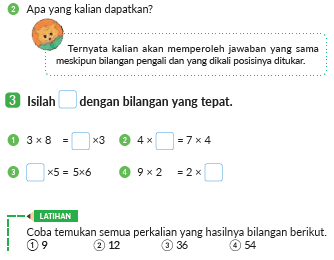 2 Apa yang kalian dapatkan?
Ternyata kalian akan memperoleh jawaban yang sama
meskipun bilangan pengali dan yang dikali posisinya ditukar.
3 Isilah □ dengan bilangan yang tepat.
1 3 × 8 = □ ×3 2 4 × □ = 7 × 4
3 □ ×5 = 5×6 4 9 × 2 = 2 × □
LATIHAN
Coba temukan semua perkalian yang hasilnya bilangan berikut.
① 9 ② 12 ③ 36 ④ 54